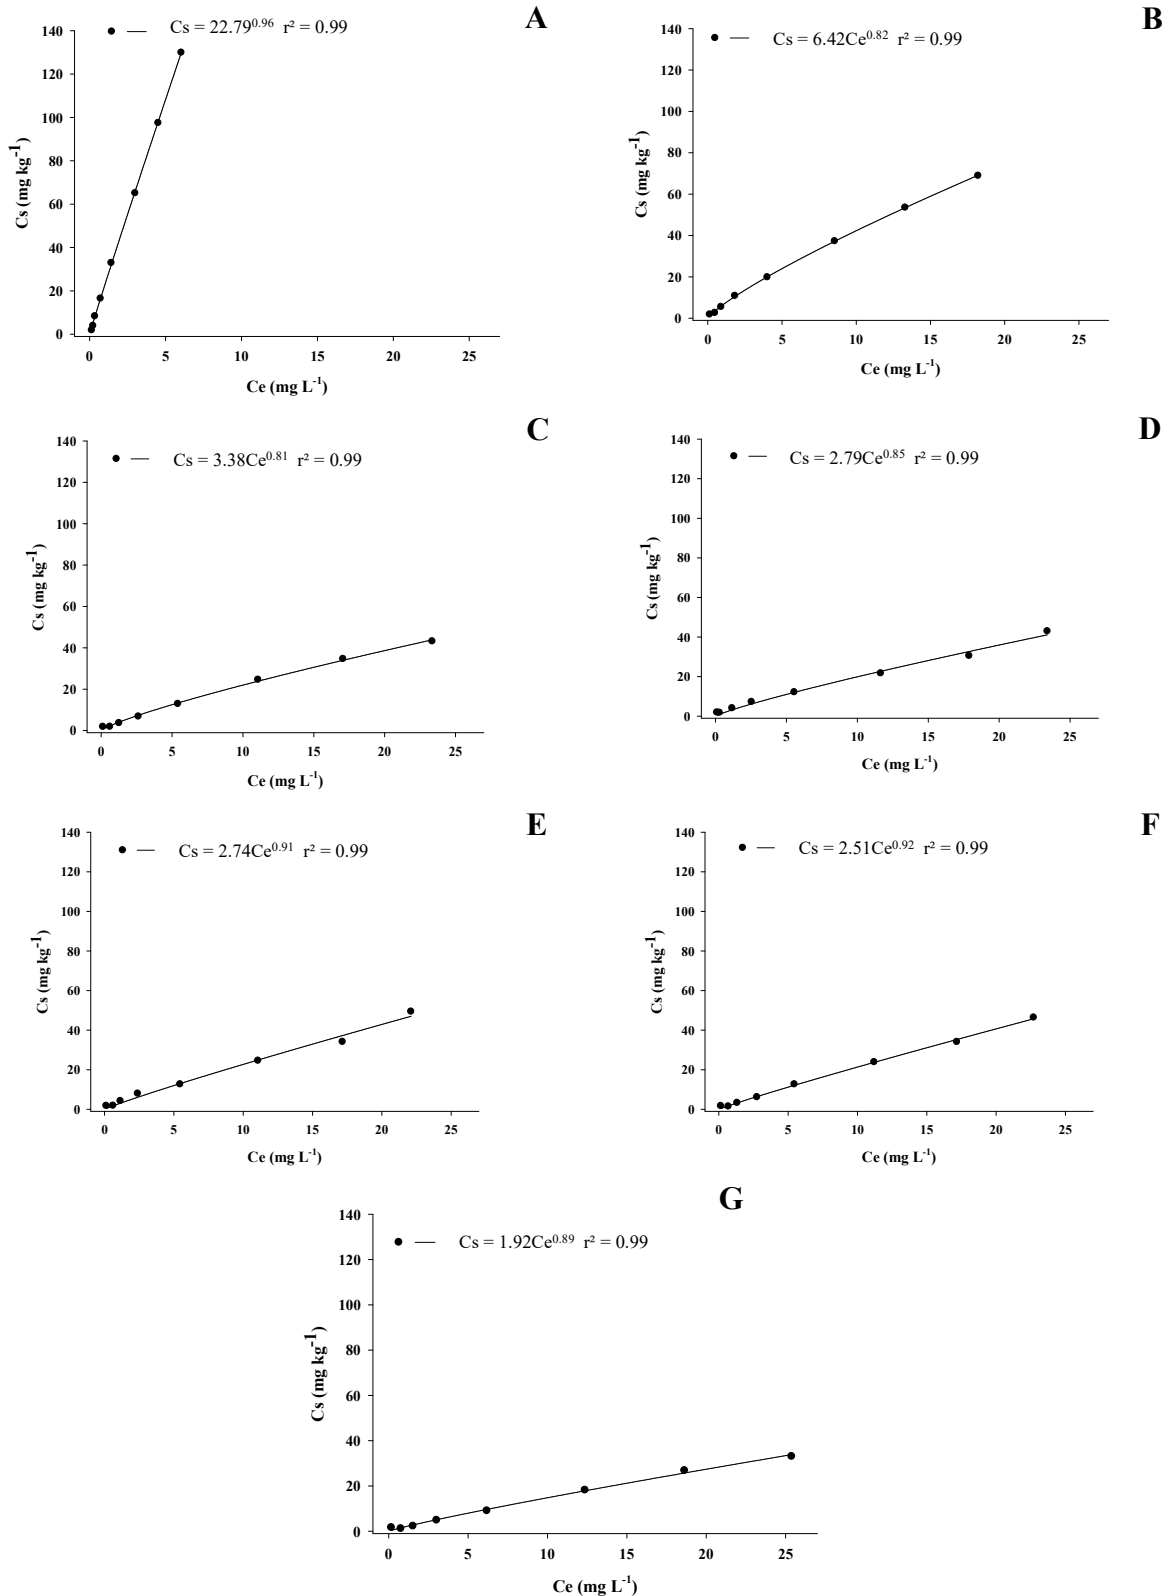 A
Cs = 22.79^0.96 r² = 0.99
140
120
100
80
60
40
20
0
Cs (mg kg⁻¹)
0 5 10 15 20 25
Ce (mg L⁻¹)
B
Cs = 6.42Ce^0.82 r² = 0.99
140
120
100
80
60
40
20
0
Cs (mg kg⁻¹)
0 5 10 15 20 25
Ce (mg L⁻¹)
C
Cs = 3.38Ce^0.81 r² = 0.99
140
120
100
80
60
40
20
0
Cs (mg kg⁻¹)
0 5 10 15 20 25
Ce (mg L⁻¹)
D
Cs = 2.79Ce^0.85 r² = 0.99
140
120
100
80
60
40
20
0
Cs (mg kg⁻¹)
0 5 10 15 20 25
Ce (mg L⁻¹)
E
Cs = 2.74Ce^0.91 r² = 0.99
140
120
100
80
60
40
20
0
Cs (mg kg⁻¹)
0 5 10 15 20 25
Ce (mg L⁻¹)
F
Cs = 2.51Ce^0.92 r² = 0.99
140
120
100
80
60
40
20
0
Cs (mg kg⁻¹)
0 5 10 15 20 25
Ce (mg L⁻¹)
G
Cs = 1.92Ce^0.89 r² = 0.99
140
120
100
80
60
40
20
0
Cs (mg kg⁻¹)
0 5 10 15 20 25
Ce (mg L⁻¹)